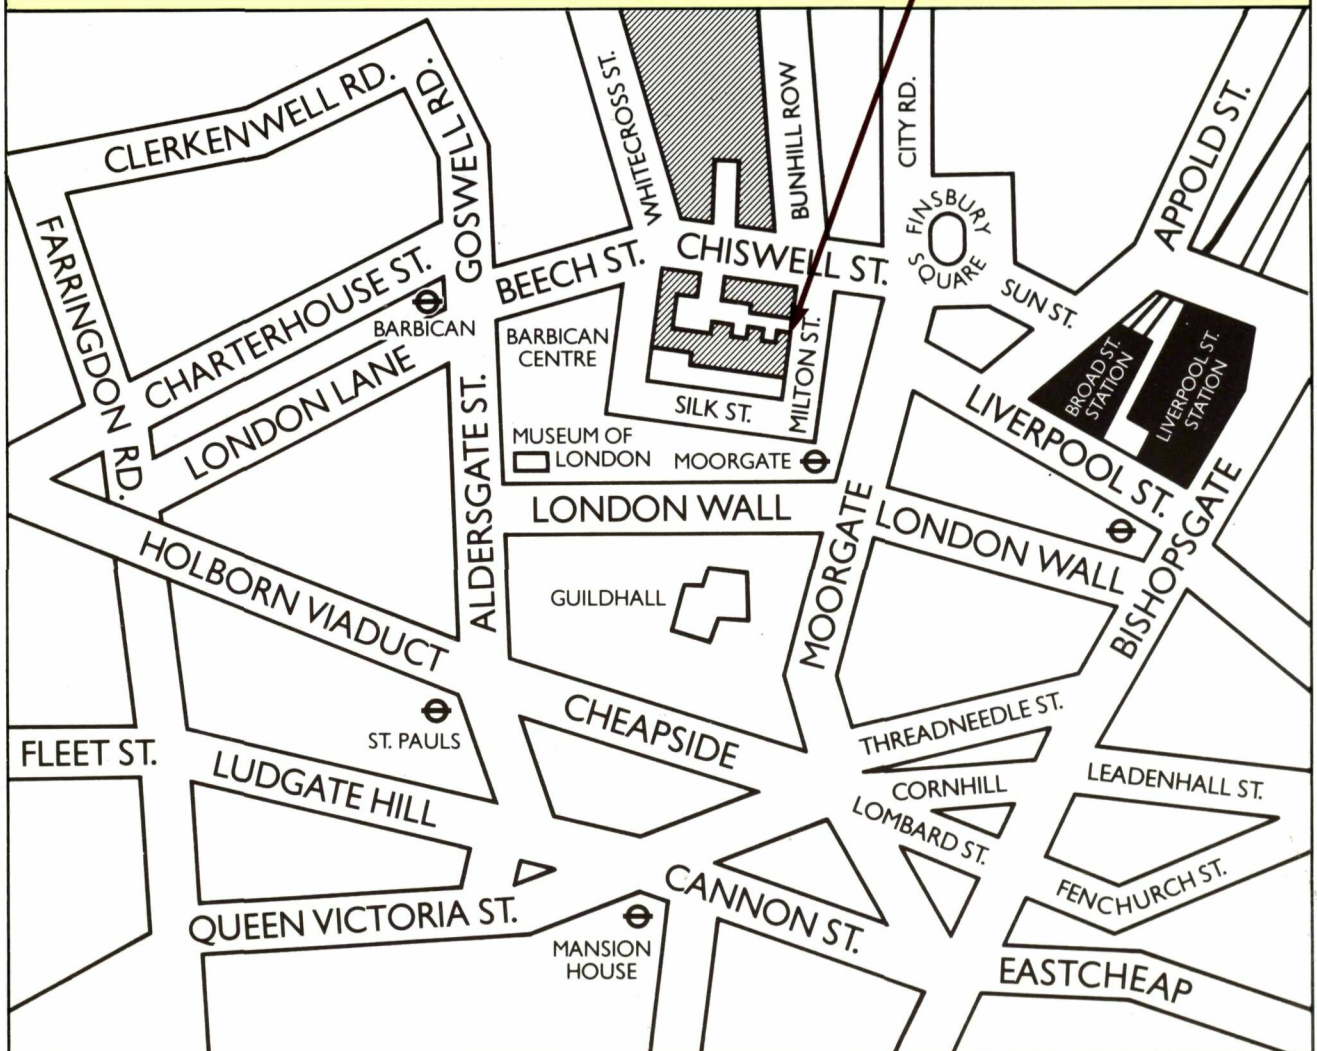 CLERKENWELL RD.
GOSWELL RD.
WHITECROSS ST.
BUNHILL ROW
CITY RD.
APPOLD ST.
FINSBURY
SQUARE
FARRINGDON RD.
CHARTERHOUSE ST.
BEECH ST.
CHISWELL ST.
SUN ST.
BARBICAN
BARBICAN
CENTRE
MILTON ST.
BROAD ST.
STATION
LIVERPOOL ST.
STATION
LONDON LANE
SILK ST.
LIVERPOOL ST.
ALDERSGATE ST.
MUSEUM OF
LONDON
MOORGATE
LONDON WALL
MOORGATE
LONDON WALL
BISHOPSGATE
HOLBORN VIADUCT
GUILDHALL
CHEAPSIDE
THREADNEEDLE ST.
ST. PAULS
FLEET ST.
LUDGATE HILL
CORNHILL
LEADENHALL ST.
LOMBARD ST.
QUEEN VICTORIA ST.
CANNON ST.
FENCHURCH ST.
MANSION
HOUSE
EASTCHEAP